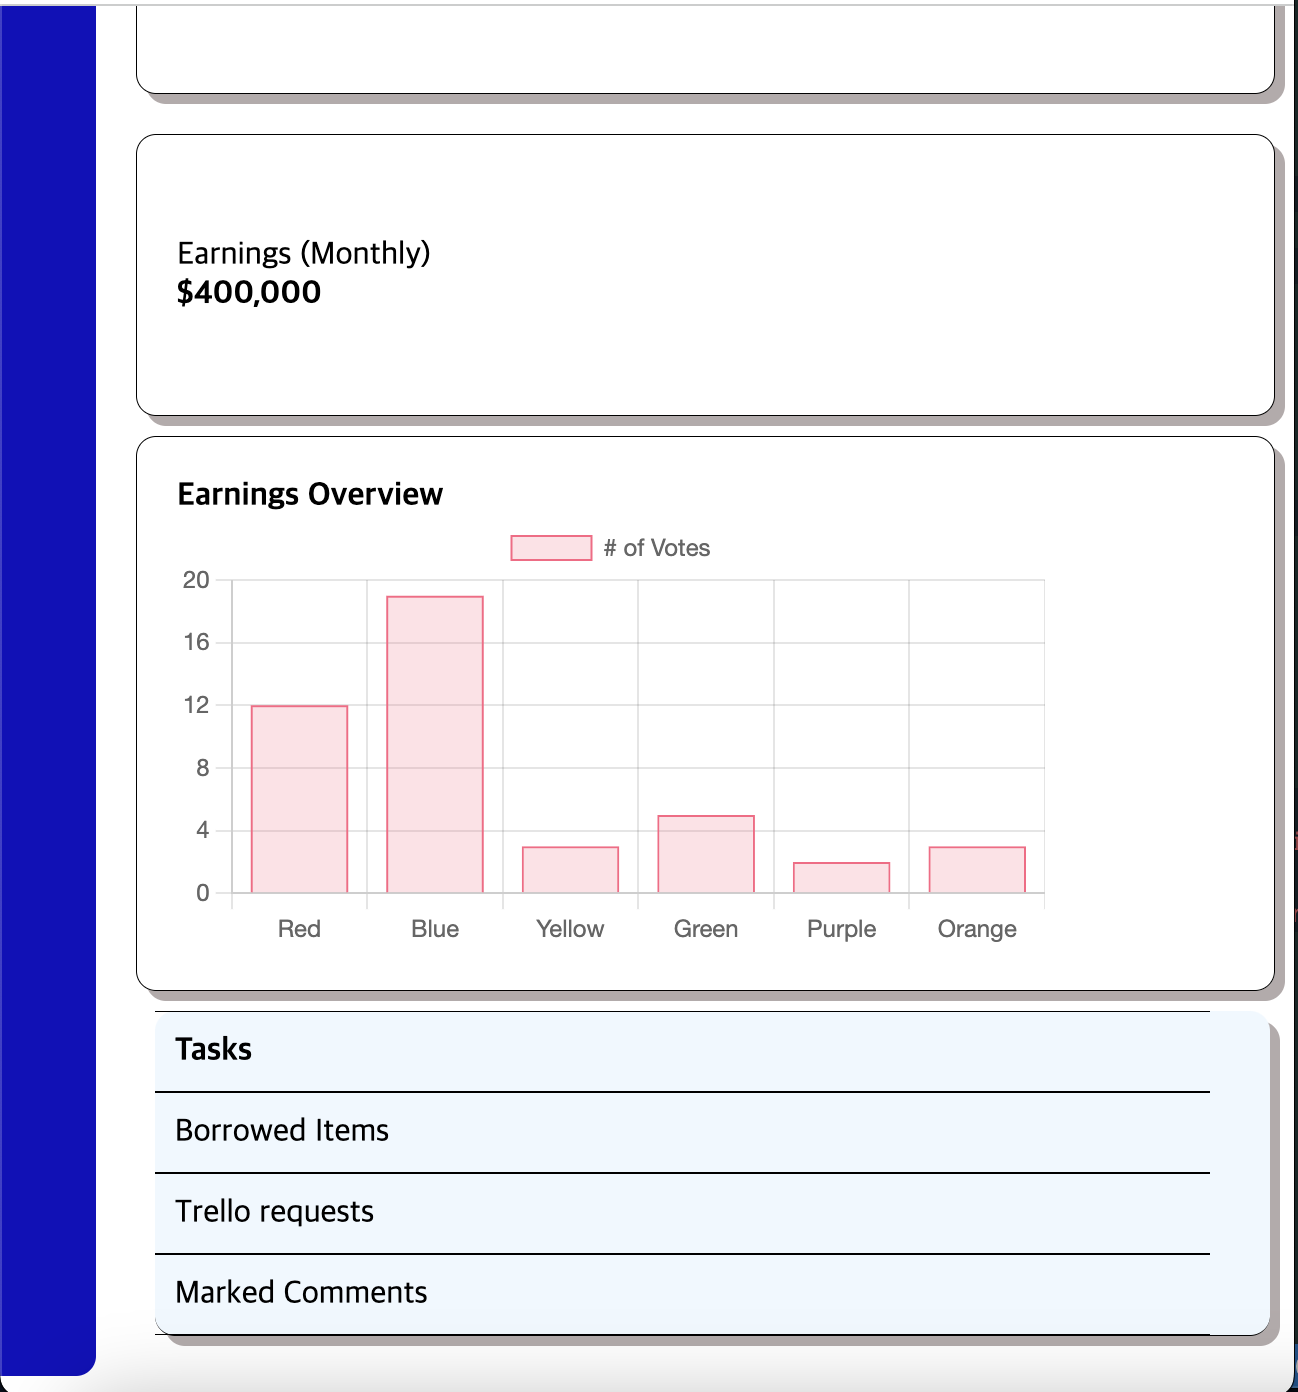 Earnings (Monthly)
$400,000
Earnings Overview
# of Votes
20
16
12
8
4
0
Red Blue Yellow Green Purple Orange
Tasks
Borrowed Items
Trello requests
Marked Comments